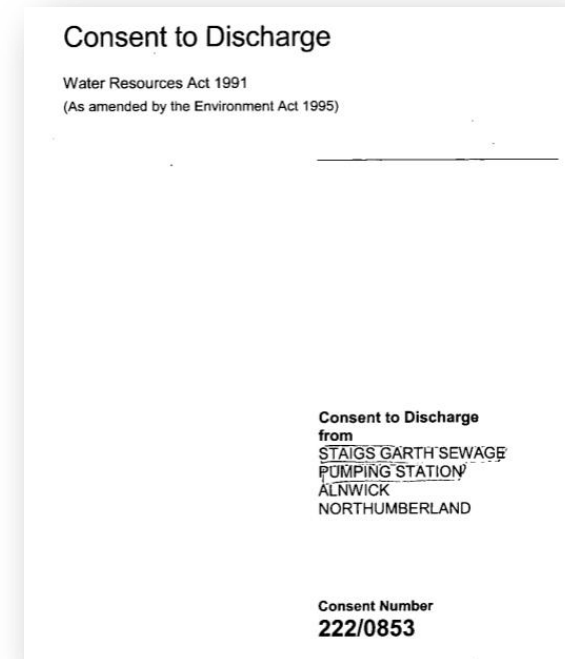 Consent to Discharge
Water Resources Act 1991
(As amended by the Environment Act 1995)
Consent to Discharge
from
STAIGS GARTH SEWAGE
PUMPING STATION
ALNWICK
NORTHUMBERLAND
Consent Number
222/0853